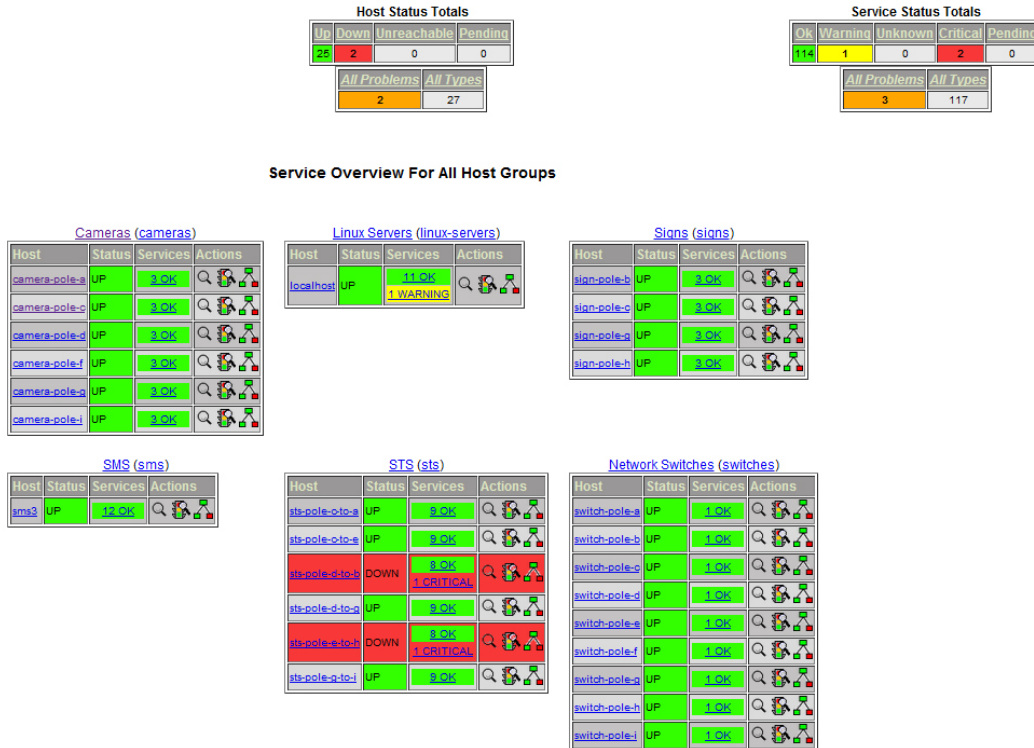 Host Status Totals
Up Down Unreachable Pending
25 2 0 0
All Problems All Types
2 27
Service Status Totals
Ok Warning Unknown Critical Pending
114 1 0 2 0
All Problems All Types
3 117
Service Overview For All Host Groups
Cameras (cameras)
Host Status Services Actions
camera-pole-a UP 3 OK
camera-pole-c UP 3 OK
camera-pole-d UP 3 OK
camera-pole-f UP 3 OK
camera-pole-g UP 3 OK
camera-pole-i UP 3 OK
Linux Servers (linux-servers)
Host Status Services Actions
localhost UP 11 OK
1 WARNING
Signs (signs)
Host Status Services Actions
sign-pole-b UP 3 OK
sign-pole-c UP 3 OK
sign-pole-g UP 3 OK
sign-pole-h UP 3 OK
SMS (sms)
Host Status Services Actions
sms3 UP 12 OK
STS (sts)
Host Status Services Actions
sts-pole-o-to-a UP 9 OK
sts-pole-o-to-e UP 9 OK
sts-pole-d-to-b DOWN 8 OK
1 CRITICAL
sts-pole-d-to-g UP 9 OK
sts-pole-e-to-h DOWN 8 OK
1 CRITICAL
sts-pole-g-to-i UP 9 OK
Network Switches (switches)
Host Status Services Actions
switch-pole-a UP 1 OK
switch-pole-b UP 1 OK
switch-pole-c UP 1 OK
switch-pole-d UP 1 OK
switch-pole-e UP 1 OK
switch-pole-f UP 1 OK
switch-pole-g UP 1 OK
switch-pole-h UP 1 OK
switch-pole-i UP 1 OK